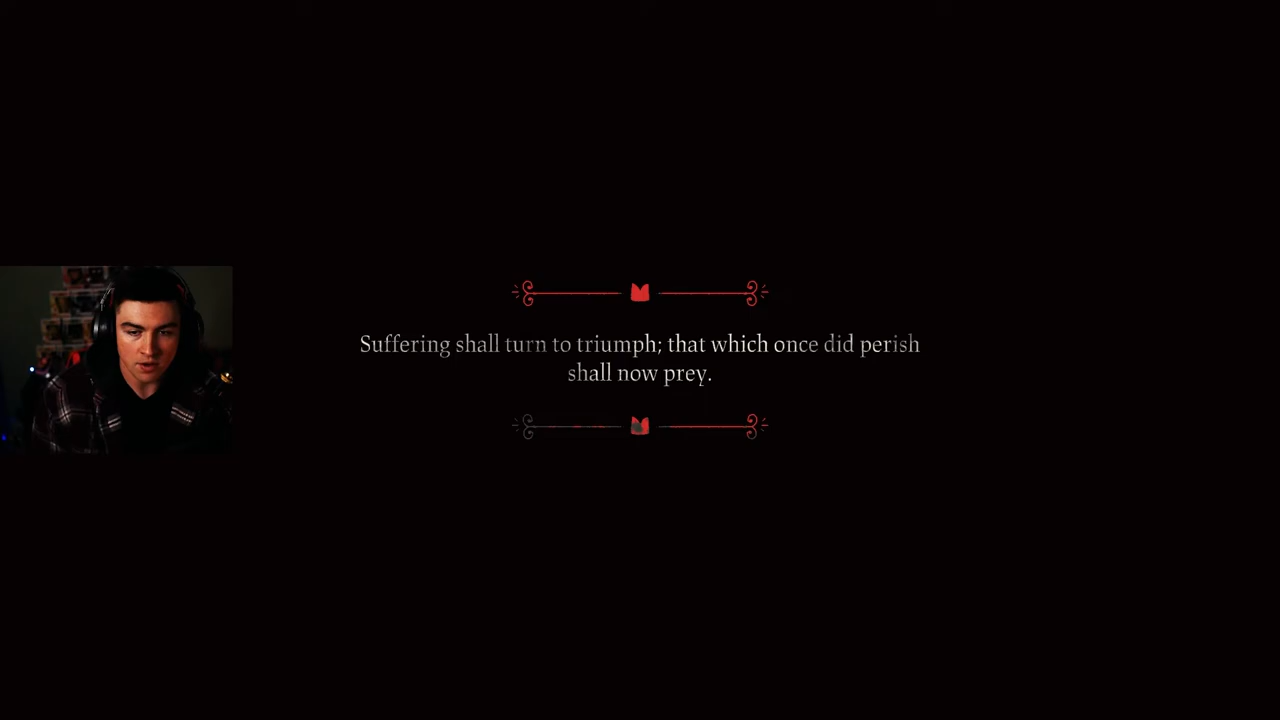 Suffering shall turn to triumph; that which once did perish
shall now prey.